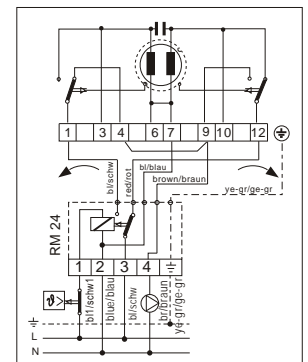 1 3 4 6 7 9 10 12
bl/schw
red/rot
bl/blau
brown/braun
ye-gr/ge-gr
RM 24
1 2 3 4
bl1/schw1
blue/blau
bl/schw
br/braun
ye-gr/ge-gr
L
N